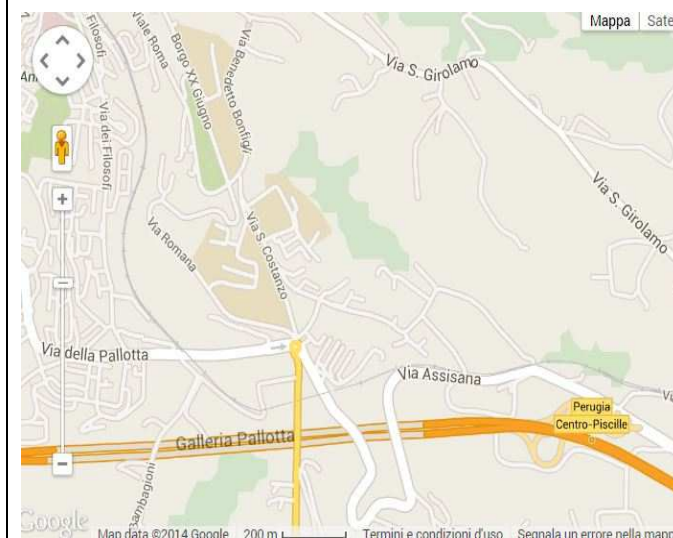 Mappa
Sate
Filosofi
Viale Roma
Borgo XX Giugno
Via Benedetto Bonfigli
Via S. Girolamo
Via dei Filosofi
Via S. Girolamo
Via Romana
Via S. Costanzo
Via della Pallotta
Via Assisana
Perugia
Centro-Piscille
Galleria Pallotta
Bambagioni
Google
Map data ©2014 Google
200 m
Termini e condizioni d'uso
Segnala un errore nella mappa